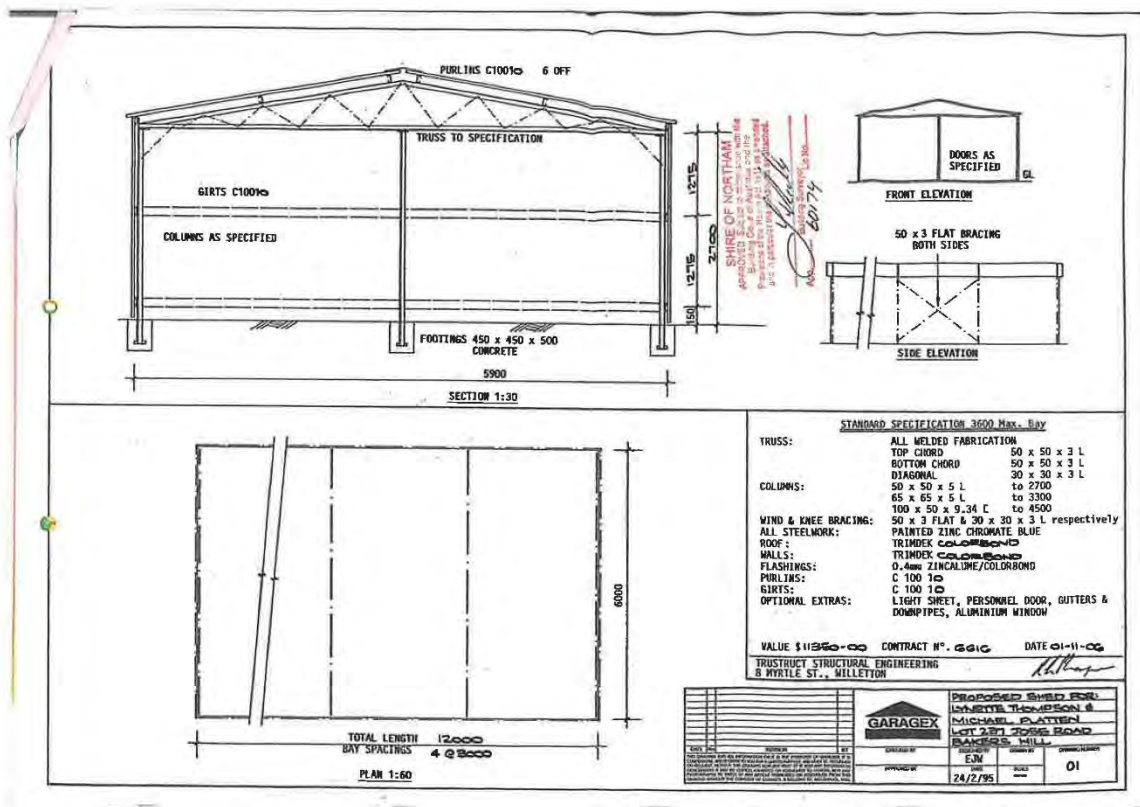 PURLINS C10010 6 OFF
TRUSS TO SPECIFICATION
GIRTS C10010
COLUMNS AS SPECIFIED
FOOTINGS 450 x 450 x 500
CONCRETE
5900
SECTION 1:30
1275
1275
150
2700
SHIRE OF NORTHAM
60174
DOORS AS
SPECIFIED
GL
FRONT ELEVATION
50 x 3 FLAT BRACING
BOTH SIDES
SIDE ELEVATION
6000
TOTAL LENGTH 12000
BAY SPACINGS 4 @ 3000
PLAN 1:60
STANDARD SPECIFICATION 3600 Max. Bay
TRUSS: ALL WELDED FABRICATION
TOP CHORD 50 x 50 x 3 L
BOTTOM CHORD 50 x 50 x 3 L
DIAGONAL 30 x 30 x 3 L
COLUMNS: 50 x 50 x 5 L to 2700
65 x 65 x 5 L to 3300
100 x 50 x 9.34 [ to 4500
WIND & KNEE BRACING: 50 x 3 FLAT & 30 x 30 x 3 L respectively
ALL STEELWORK: PAINTED ZINC CHROMATE BLUE
ROOF: TRIMDEK COLORBOND
WALLS: TRIMDEK COLORBOND
FLASHINGS: 0.4mm ZINCALUME/COLORBOND
PURLINS: C 100 10
GIRTS: C 100 10
OPTIONAL EXTRAS: LIGHT SHEET, PERSONNEL DOOR, GUTTERS &
DOWNPIPES, ALUMINIUM WINDOW
VALUE $11350-00 CONTRACT Nº. GG1G DATE 01-11-06
TRUSTRUCT STRUCTURAL ENGINEERING
8 MYRTLE ST., WILLETTON
GARAGEX
PROPOSED SHED FOR:
LYNETTE THOMPSON &
MICHAEL PLATTEN
LOT 237 JOSE ROAD
BAKERS HILL
EJW
24/2/95
01